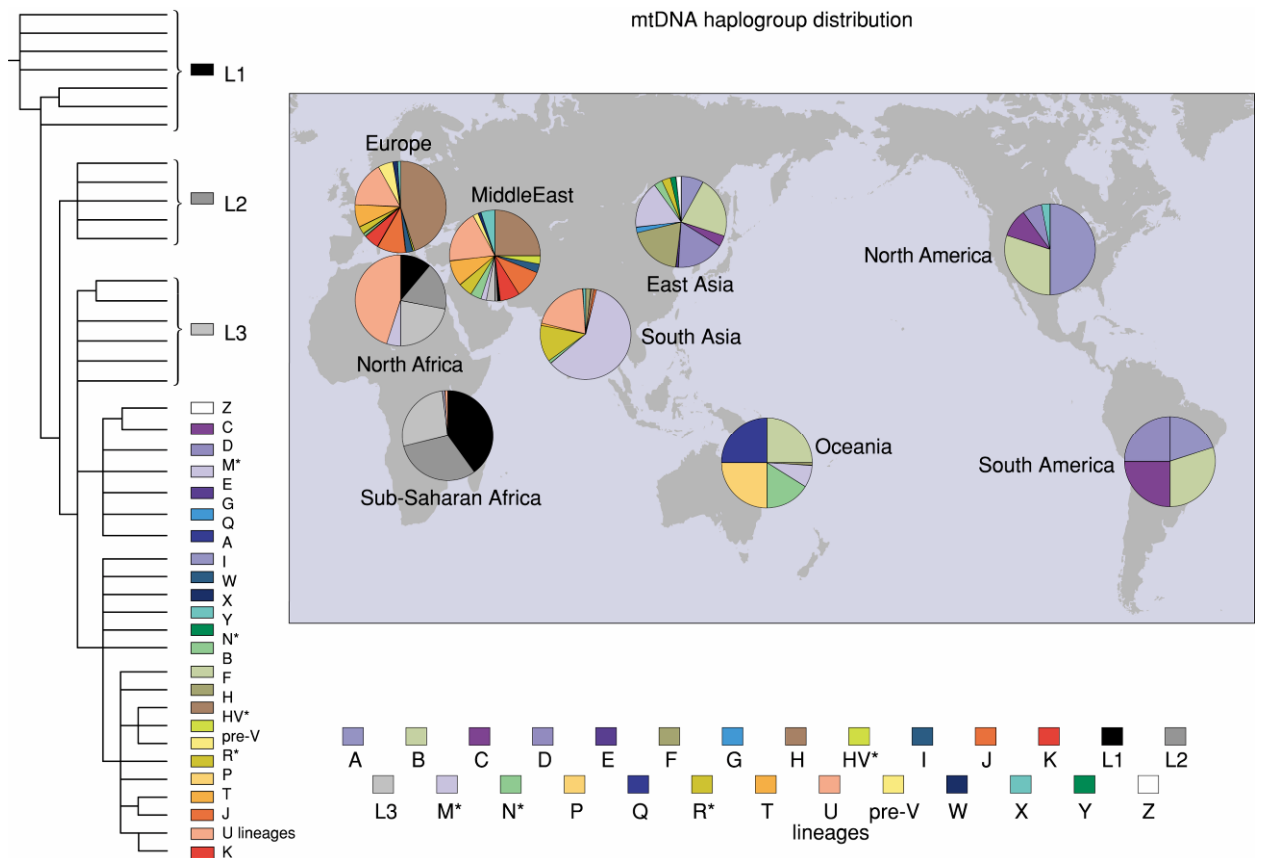 mtDNA haplogroup distribution
L1
L2
L3
Z
C
D
M*
E
G
Q
A
I
W
X
Y
N*
B
F
H
HV*
pre-V
R*
P
T
J
U lineages
K
Europe
MiddleEast
East Asia
North America
South Asia
North Africa
Oceania
South America
Sub-Saharan Africa
A B C D E F G H HV* I J K L1 L2
L3 M* N* P Q R* T U pre-V W X Y Z
lineages